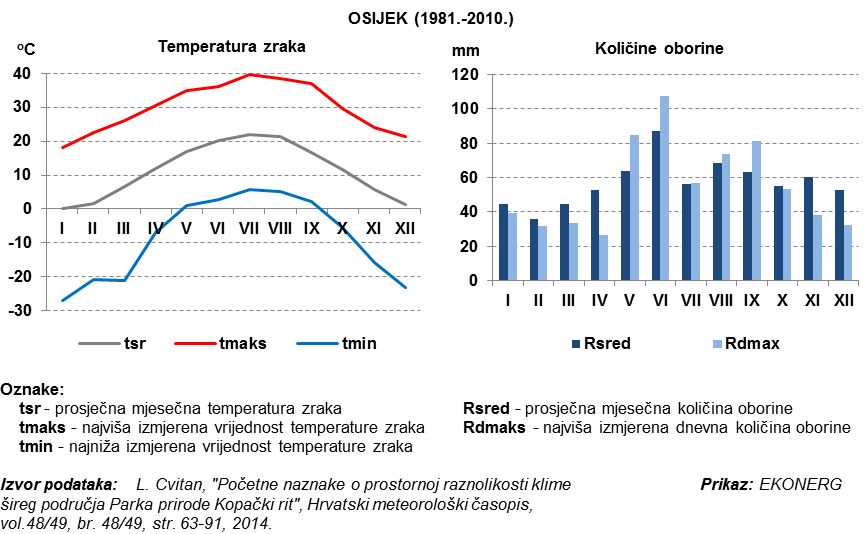 OSIJEK (1981.-2010.)
Temperatura zraka
°C
40
30
20
10
0
-10
-20
-30
I II III IV V VI VII VIII IX X XI XII
tsr tmaks tmin
Količine oborine
mm
120
100
80
60
40
20
0
I II III IV V VI VII VIII IX X XI XII
Rsred Rdmax
Oznake:
tsr - prosječna mjesečna temperatura zraka
tmaks - najviša izmjerena vrijednost temperature zraka
tmin - najniža izmjerena vrijednost temperature zraka
Rsred - prosječna mjesečna količina oborine
Rdmaks - najviša izmjerena dnevna količina oborine
Izvor podataka: L. Cvitan, "Početne naznake o prostornoj raznolikosti klime
šireg područja Parka prirode Kopački rit", Hrvatski meteorološki časopis,
vol.48/49, br. 48/49, str. 63-91, 2014.
Prikaz: EKONERG